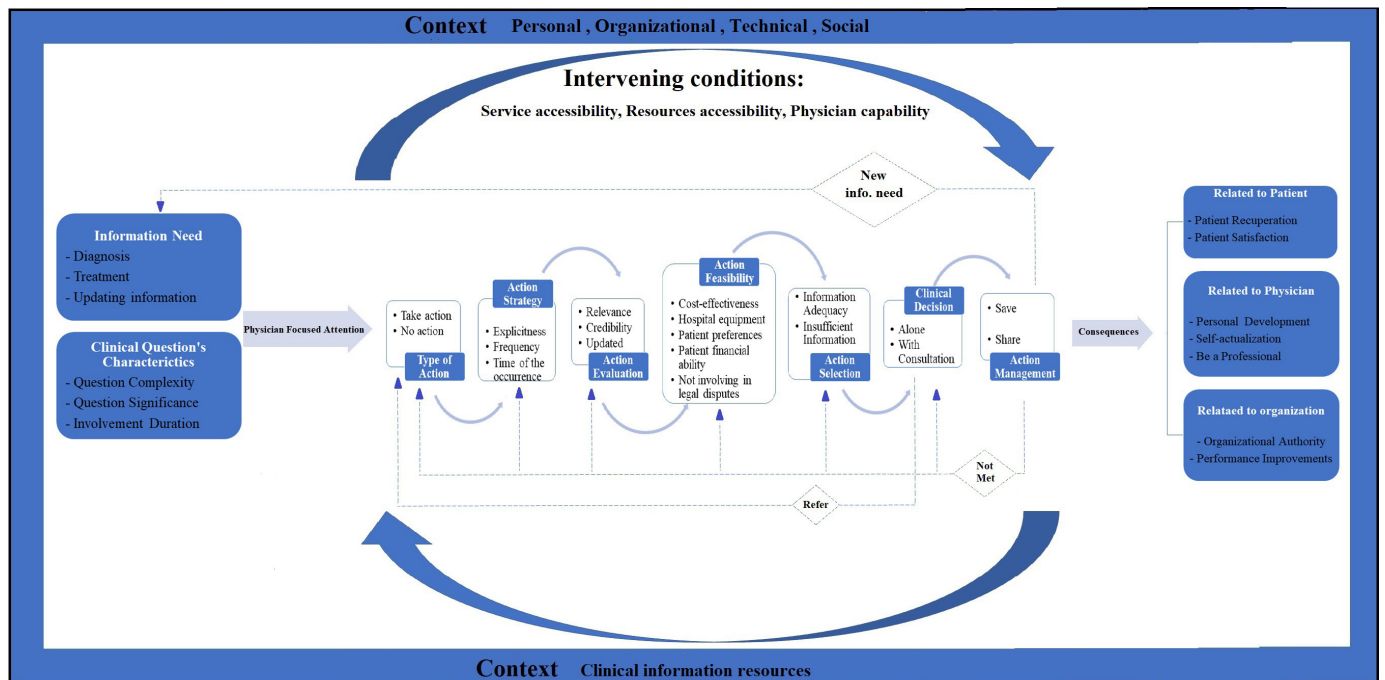 Context Personal , Organizational , Technical , Social
Intervening conditions:
Service accessibility, Resources accessibility, Physician capability
New
info. need
Information Need
- Diagnosis
- Treatment
- Updating information
Clinical Question's
Charactrictics
- Question Complexity
- Question Significance
- Involvement Duration
Physician Focused Attention
• Take action
• No action
Type of
Action
Action
Strategy
• Explicitness
• Frequency
• Time of the
occurrence
• Relevance
• Credibility
• Updated
Action
Evaluation
Action
Feasibility
• Cost-effectiveness
• Hospital equipment
• Patient preferences
• Patient financial
ability
• Not involving in
legal disputes
• Information
Adequacy
• Insufficient
Information
Action
Selection
Clinical
Decision
• Alone
• With
Consultation
• Save
• Share
Action
Management
Not
Met
Refer
Consequences
Related to Patient
- Patient Recuperation
- Patient Satisfaction
Related to Physician
- Personal Development
- Self-actualization
- Be a Professional
Relataed to organization
- Organizational Authority
- Performance Improvements
Context Clinical information resources